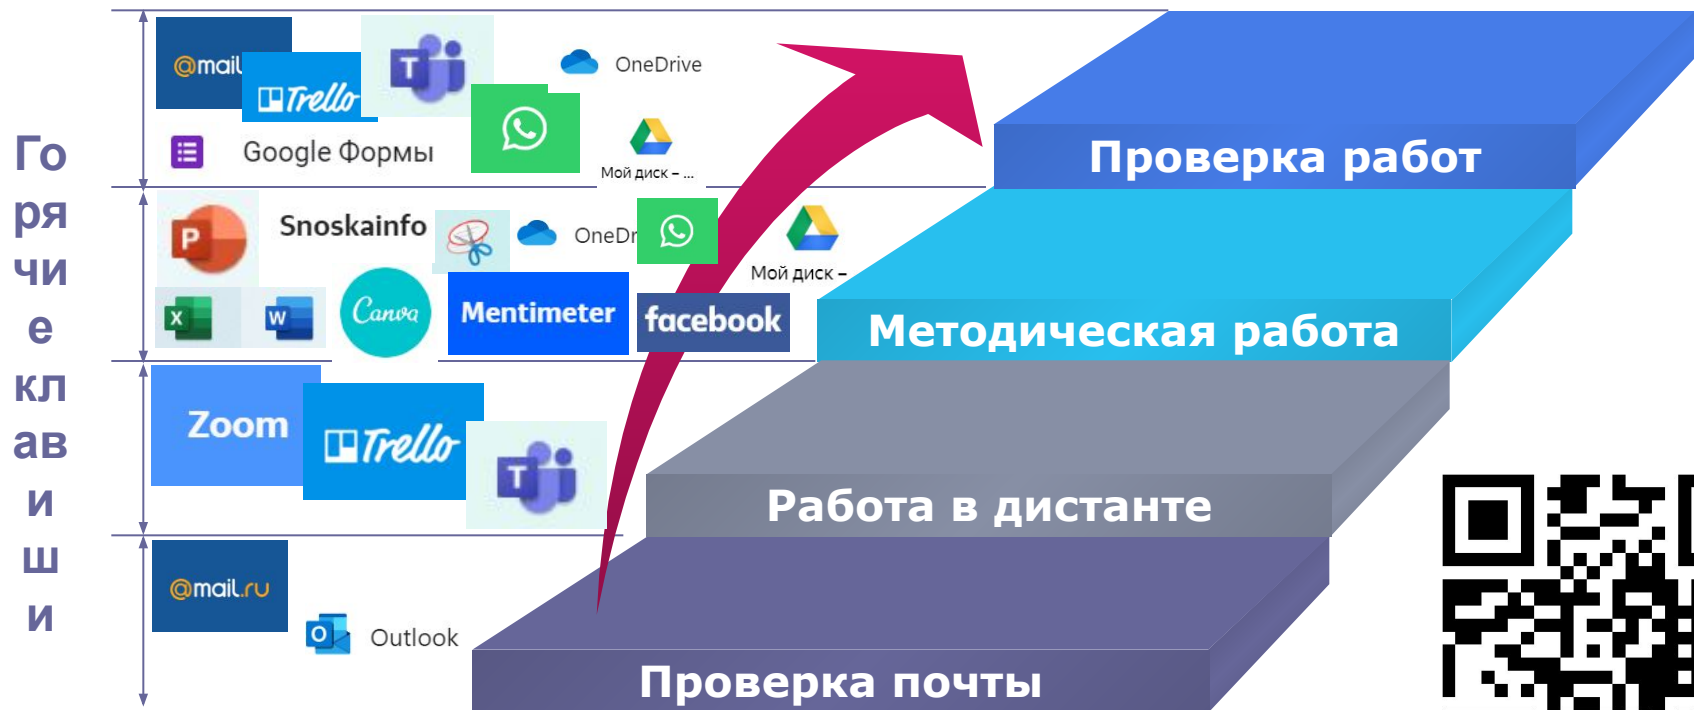 Го
ря
чи
е
кл
ав
и
ш
и
@mail
Trello
T
OneDrive
Google Формы
Мой диск – ...
Проверка работ
P
Snoskainfo
OneDr
Мой диск –
X
W
Canva
Mentimeter
facebook
Методическая работа
Zoom
Trello
T
Работа в дистанте
@mail.ru
O
Outlook
Проверка почты